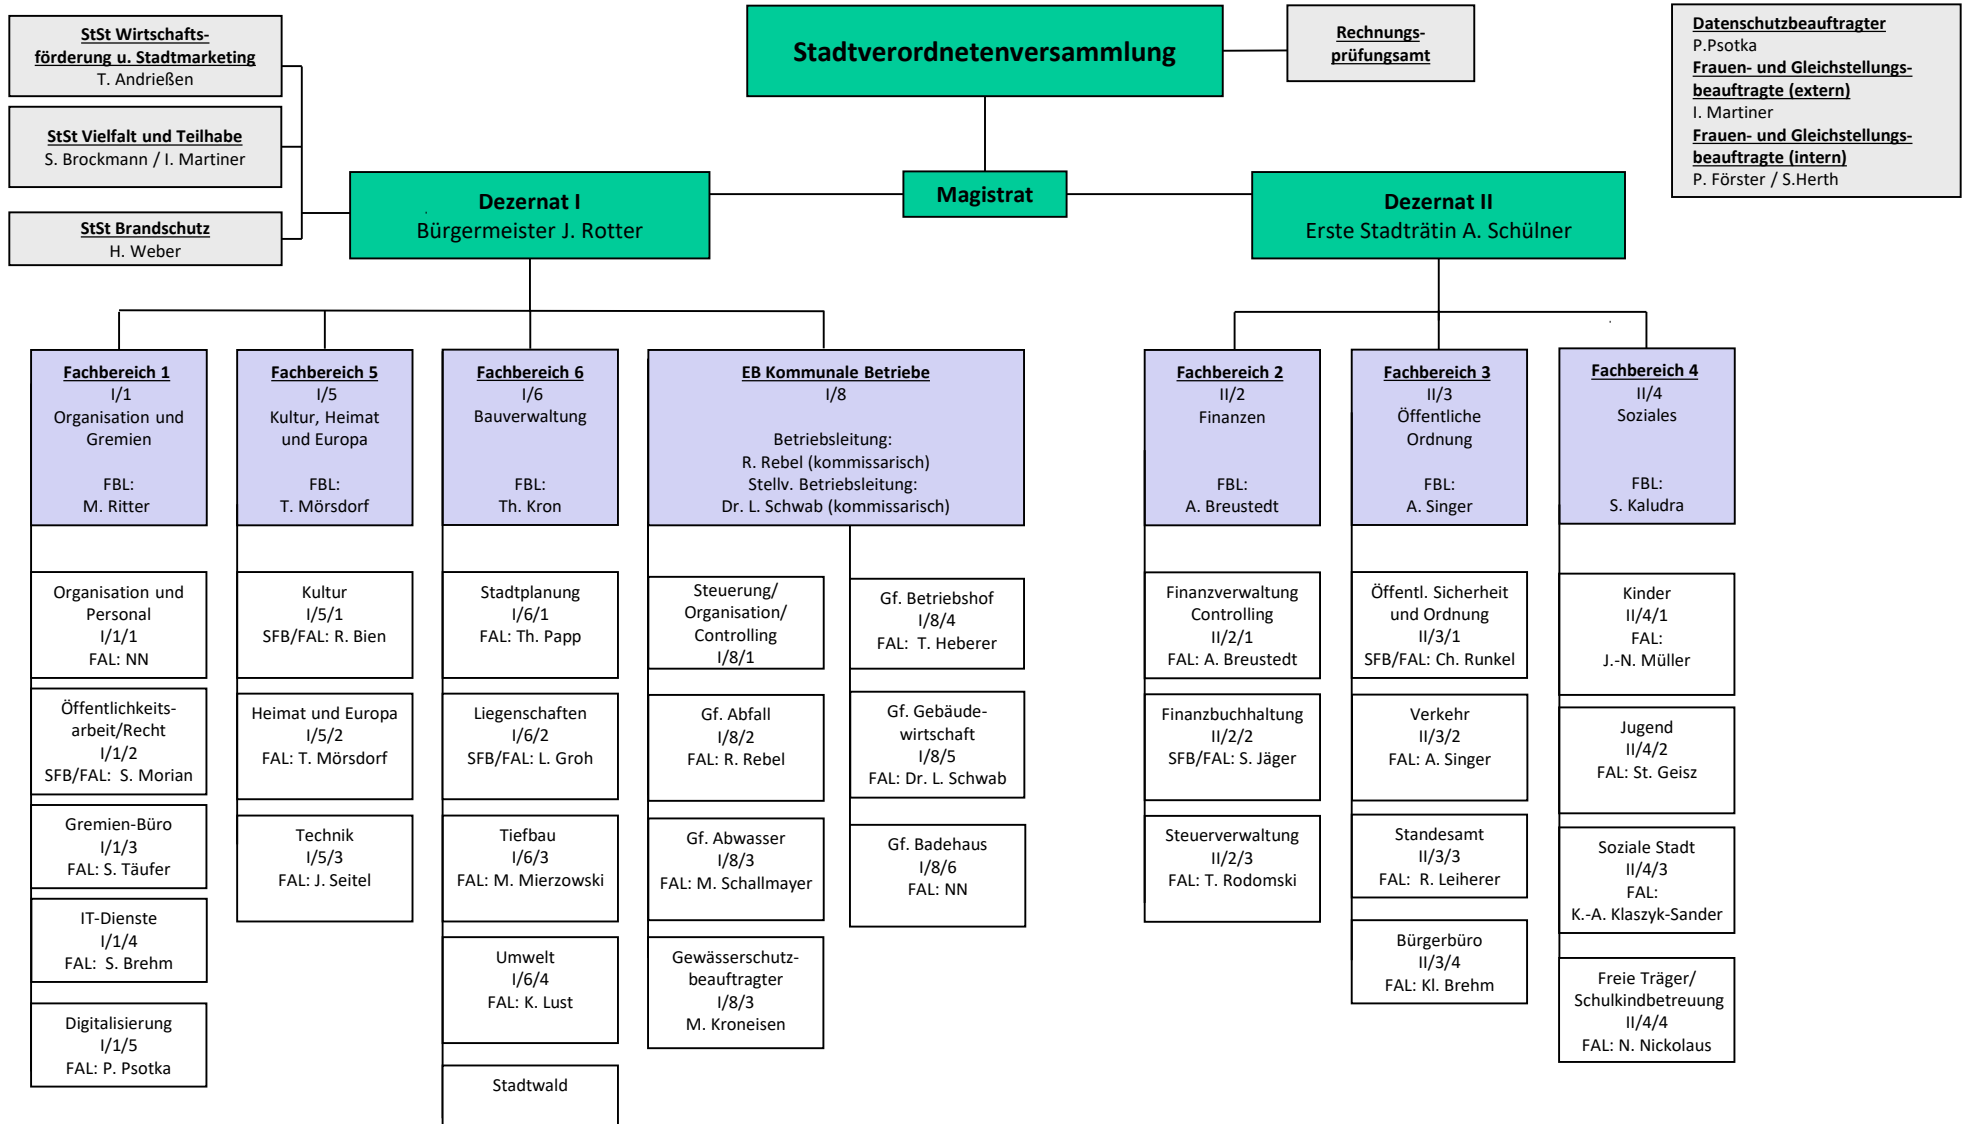 StSt Wirtschafts-
förderung u. Stadtmarketing
T. Andrießen
StSt Vielfalt und Teilhabe
S. Brockmann / I. Martiner
StSt Brandschutz
H. Weber
Stadtverordnetenversammlung
Rechnungs-
prüfungsamt
Datenschutzbeauftragter
P.Psotka
Frauen- und Gleichstellungs-
beauftragte (extern)
I. Martiner
Frauen- und Gleichstellungs-
beauftragte (intern)
P. Förster / S.Herth
Magistrat
Dezernat I
Bürgermeister J. Rotter
Dezernat II
Erste Stadträtin A. Schülner
Fachbereich 1
I/1
Organisation und
Gremien
FBL:
M. Ritter
Organisation und
Personal
I/1/1
FAL: NN
Öffentlichkeits-
arbeit/Recht
I/1/2
SFB/FAL: S. Morian
Gremien-Büro
I/1/3
FAL: S. Täufer
IT-Dienste
I/1/4
FAL: S. Brehm
Digitalisierung
I/1/5
FAL: P. Psotka
Fachbereich 5
I/5
Kultur, Heimat
und Europa
FBL:
T. Mörsdorf
Kultur
I/5/1
SFB/FAL: R. Bien
Heimat und Europa
I/5/2
FAL: T. Mörsdorf
Technik
I/5/3
FAL: J. Seitel
Fachbereich 6
I/6
Bauverwaltung
FBL:
Th. Kron
Stadtplanung
I/6/1
FAL: Th. Papp
Liegenschaften
I/6/2
SFB/FAL: L. Groh
Tiefbau
I/6/3
FAL: M. Mierzowski
Umwelt
I/6/4
FAL: K. Lust
Stadtwald
EB Kommunale Betriebe
I/8
Betriebsleitung:
R. Rebel (kommissarisch)
Stellv. Betriebsleitung:
Dr. L. Schwab (kommissarisch)
Steuerung/
Organisation/
Controlling
I/8/1
Gf. Abfall
I/8/2
FAL: R. Rebel
Gf. Abwasser
I/8/3
FAL: M. Schallmayer
Gewässerschutz-
beauftragter
I/8/3
M. Kroneisen
Gf. Betriebshof
I/8/4
FAL: T. Heberer
Gf. Gebäude-
wirtschaft
I/8/5
FAL: Dr. L. Schwab
Gf. Badehaus
I/8/6
FAL: NN
Fachbereich 2
II/2
Finanzen
FBL:
A. Breustedt
Finanzverwaltung
Controlling
II/2/1
FAL: A. Breustedt
Finanzbuchhaltung
II/2/2
SFB/FAL: S. Jäger
Steuerverwaltung
II/2/3
FAL: T. Rodomski
Fachbereich 3
II/3
Öffentliche
Ordnung
FBL:
A. Singer
Öffentl. Sicherheit
und Ordnung
II/3/1
SFB/FAL: Ch. Runkel
Verkehr
II/3/2
FAL: A. Singer
Standesamt
II/3/3
FAL: R. Leiherer
Bürgerbüro
II/3/4
FAL: Kl. Brehm
Fachbereich 4
II/4
Soziales
FBL:
S. Kaludra
Kinder
II/4/1
FAL:
J.-N. Müller
Jugend
II/4/2
FAL: St. Geisz
Soziale Stadt
II/4/3
FAL:
K.-A. Klaszyk-Sander
Freie Träger/
Schulkindbetreuung
II/4/4
FAL: N. Nickolaus